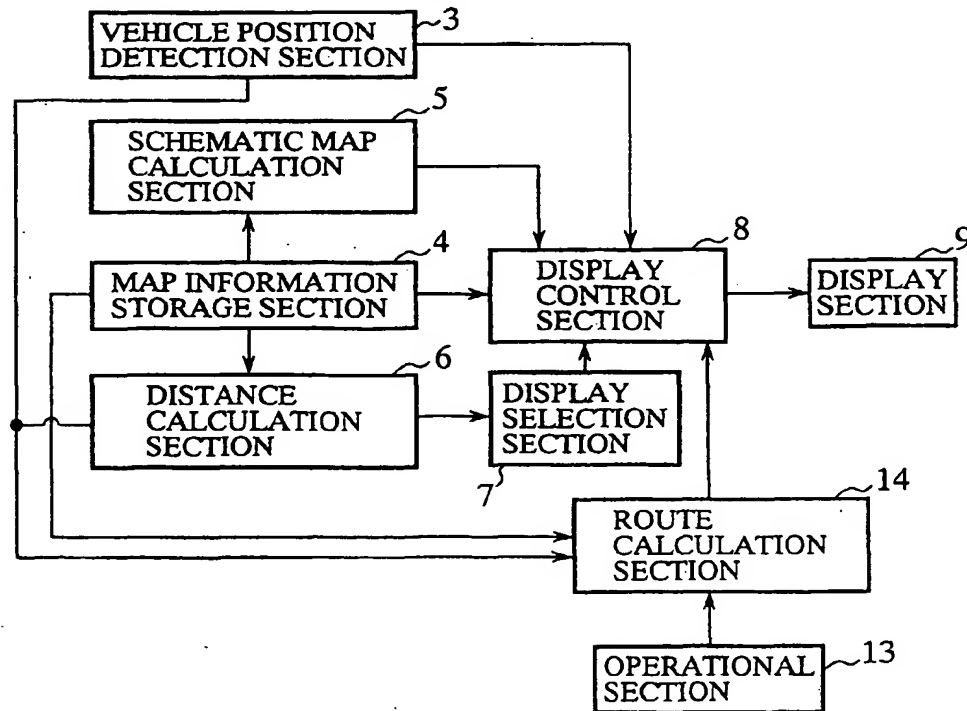 VEHICLE POSITION
DETECTION SECTION
3
SCHEMATIC MAP
CALCULATION
SECTION
5
MAP INFORMATION
STORAGE SECTION
4
DISPLAY
CONTROL
SECTION
8
DISPLAY
SECTION
9
DISTANCE
CALCULATION
SECTION
6
DISPLAY
SELECTION
SECTION
7
ROUTE
CALCULATION
SECTION
14
OPERATIONAL
SECTION
13